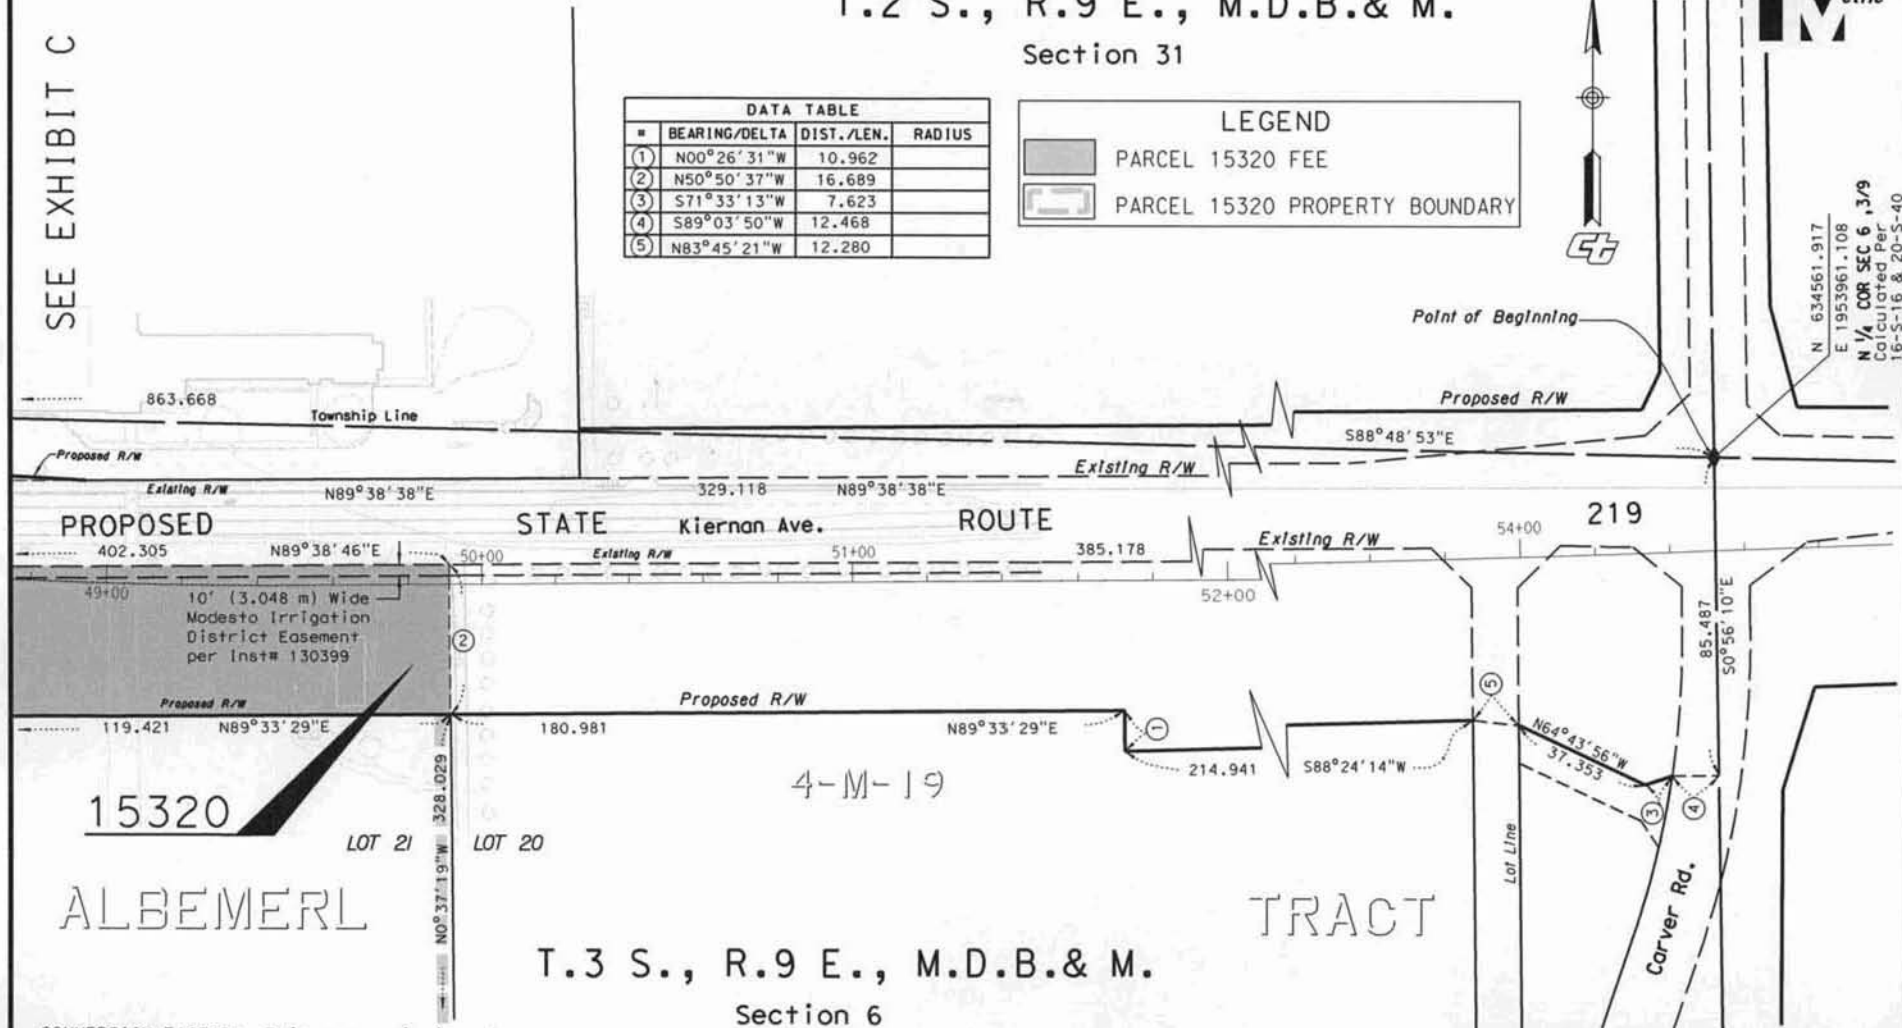 T.2 S., R.9 E., M.D.B.& M.
Section 31
SEE EXHIBIT C
DATA TABLE
BEARING/DELTA DIST./LEN. RADIUS
1 N00°26'31"W 10.962
2 N50°50'37"W 16.689
3 S71°33'13"W 7.623
4 S89°03'50"W 12.468
5 N83°45'21"W 12.280
LEGEND
PARCEL 15320 FEE
PARCEL 15320 PROPERTY BOUNDARY
M
Ct
N 634561.917
E 1953961.108
N 1/4 COR SEC 6 ,3/9
Calculated Per
16-S-16 & 20-S-40
Point of Beginning
863.668
Township Line
Proposed R/W
S88°48'53"E
Proposed R/W
Existing R/W
Existing R/W
N89°38'38"E
329.118
N89°38'38"E
PROPOSED STATE Kiernan Ave. ROUTE 219
402.305
N89°38'46"E
50+00
Existing R/W
51+00
385.178
Existing R/W
54+00
49+00
52+00
10' (3.048 m) Wide
Modesto Irrigation
District Easement
per Inst# 130399
2
85.487
S0°56'10"E
Proposed R/W
Proposed R/W
119.421
N89°33'29"E
180.981
N89°33'29"E
1
5
214.941
S88°24'14"W
N64°43'56"W
37.353
3
4
4-M-19
15320
LOT 21
LOT 20
N0°37'19"W 328.029
Lot Line
Carver Rd.
ALBEMERL
TRACT
T.3 S., R.9 E., M.D.B.& M.
Section 6